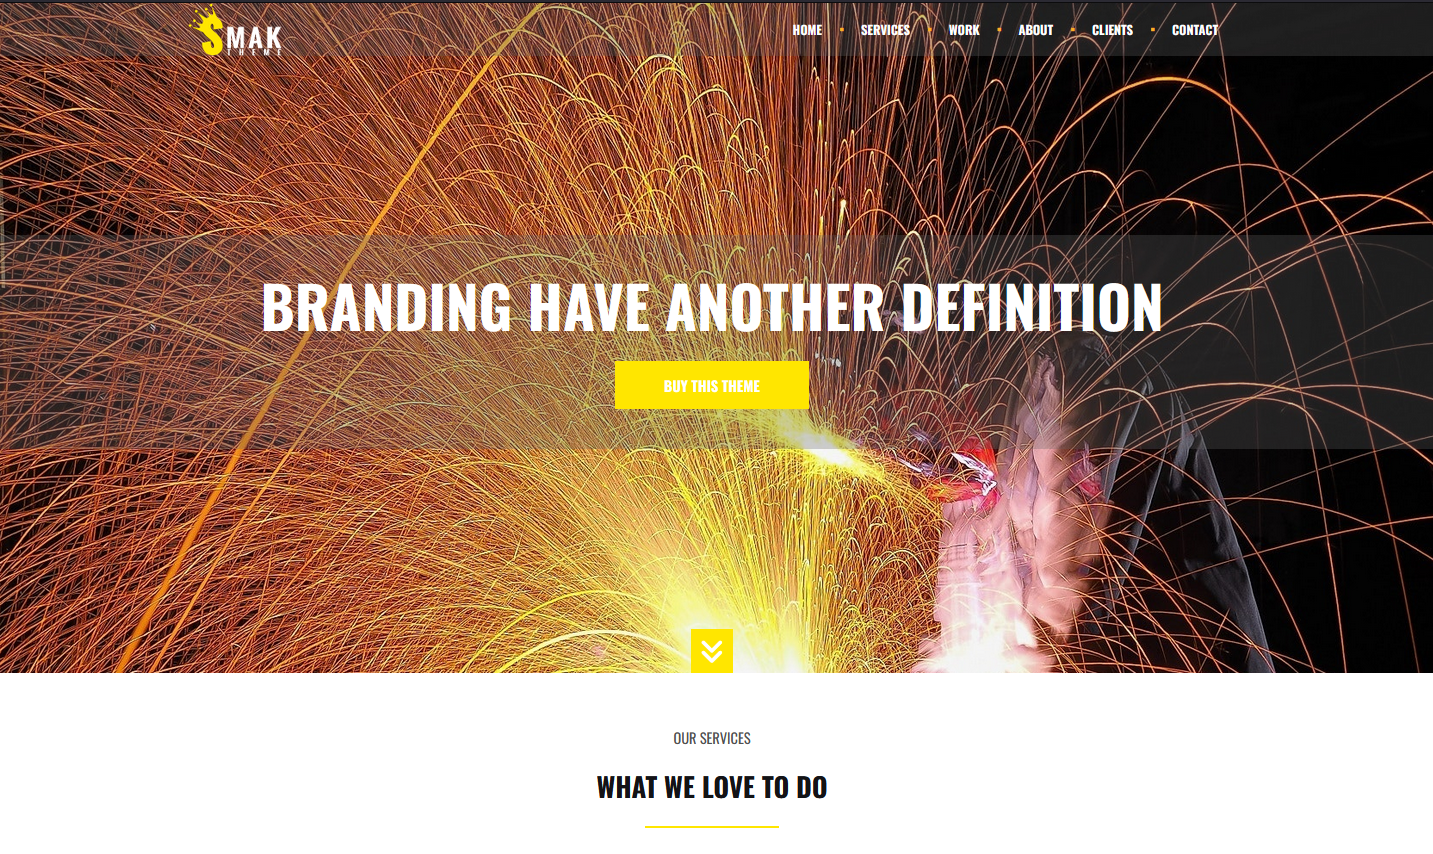 SMAK
THEME
HOME SERVICES WORK ABOUT CLIENTS CONTACT
BRANDING HAVE ANOTHER DEFINITION
BUY THIS THEME
OUR SERVICES
WHAT WE LOVE TO DO